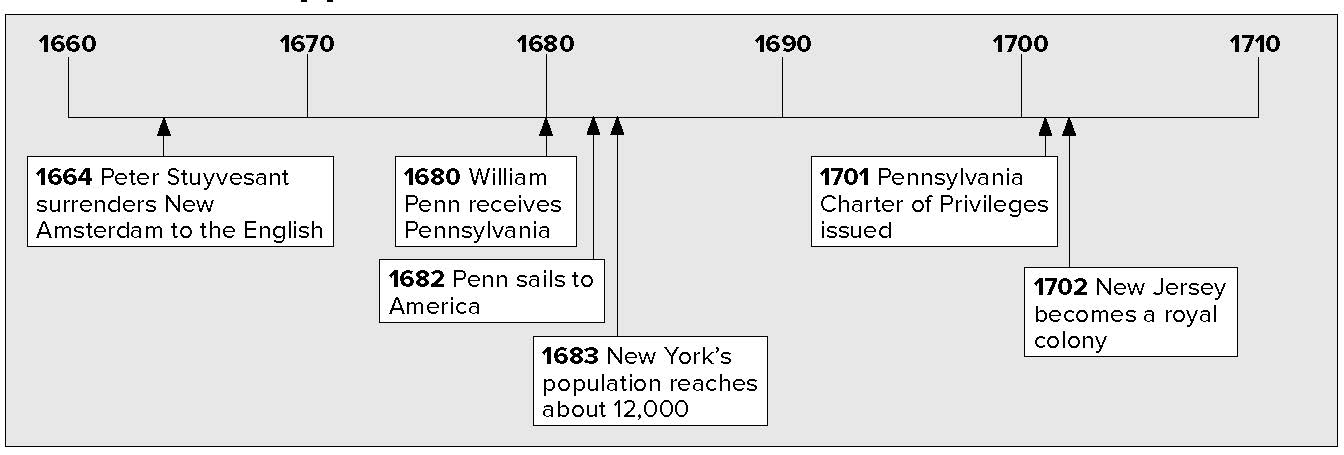 1660 1670 1680 1690 1700 1710
1664 Peter Stuyvesant
surrenders New
Amsterdam to the English
1680 William
Penn receives
Pennsylvania
1682 Penn sails to
America
1683 New York’s
population reaches
about 12,000
1701 Pennsylvania
Charter of Privileges
issued
1702 New Jersey
becomes a royal
colony